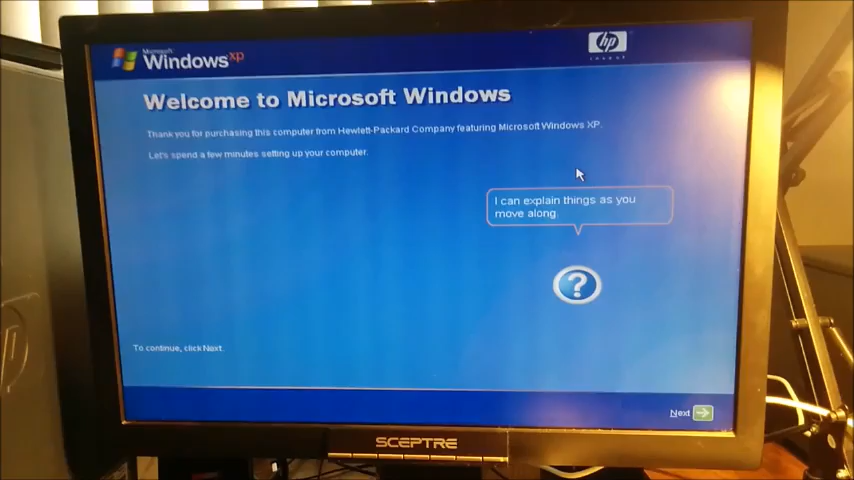 Microsoft
Windows xp
hp
invent
Welcome to Microsoft Windows
Thank you for purchasing this computer from Hewlett-Packard Company featuring Microsoft Windows XP.
Let's spend a few minutes setting up your computer.
I can explain things as you
move along
?
To continue, click Next.
Next
SCEPTRE